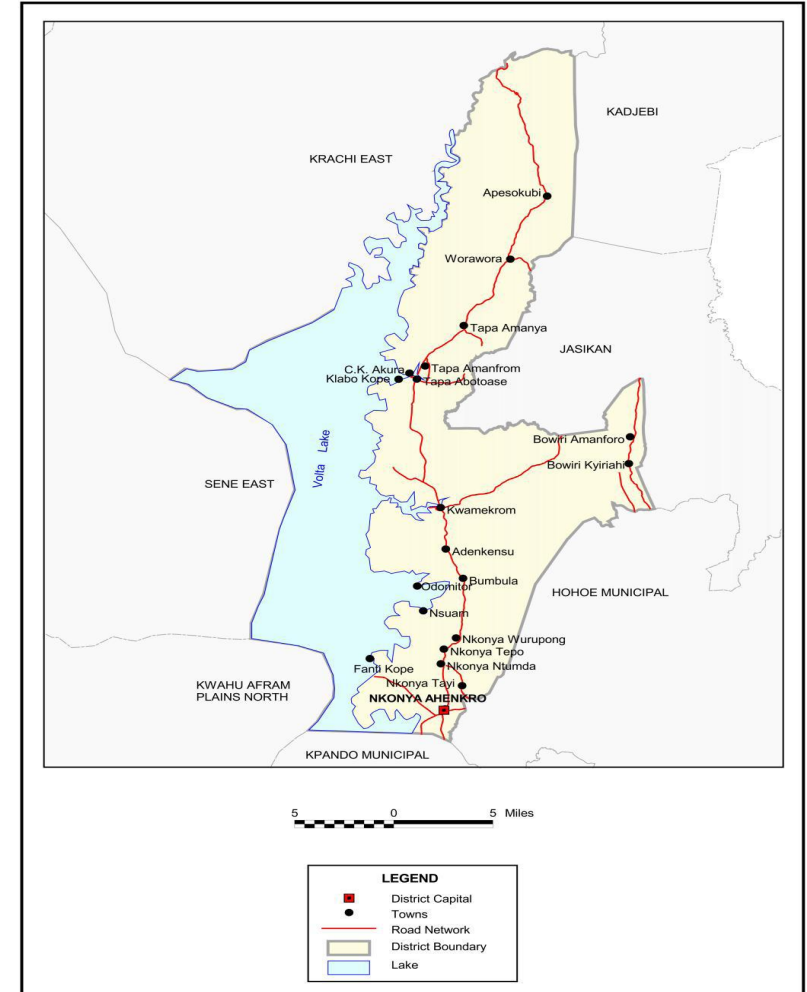 KADJEBI
KRACHI EAST
Apesokubi
Worawora
Tapa Amanya
JASIKAN
C.K. Akura
Tapa Amanfrom
Klabo Kope
Tapa Abotoase
Bowiri Amanforo
Bowiri Kyiriahi
Volta Lake
SENE EAST
Kwamekrom
Adenkensu
Bumbula
Odomitor
HOHOE MUNICIPAL
Nsuam
Nkonya Wurupong
Nkonya Tepo
Nkonya Ntumda
Fanti Kope
Nkonya Tayi
KWAHU AFRAM
PLAINS NORTH
NKONYA AHENKRO
KPANDO MUNICIPAL
5 0 5 Miles
LEGEND
District Capital
Towns
Road Network
District Boundary
Lake